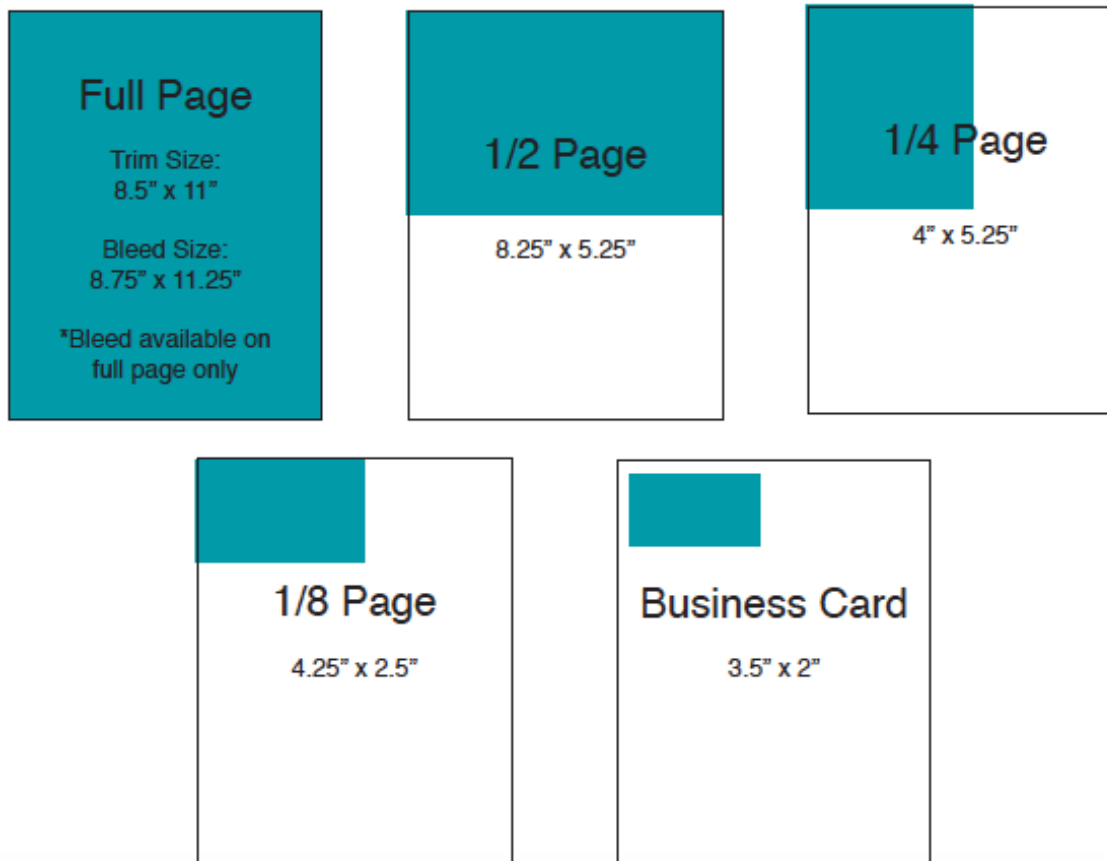 Full Page
Trim Size:
8.5” x 11”
Bleed Size:
8.75” x 11.25”
*Bleed available on
full page only
1/2 Page
8.25” x 5.25”
1/4 Page
4” x 5.25”
1/8 Page
4.25” x 2.5”
Business Card
3.5” x 2”